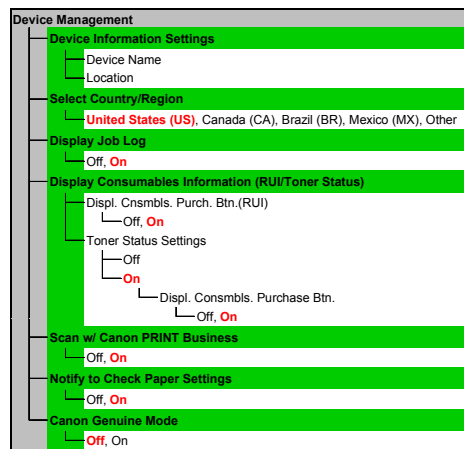 Device Management
Device Information Settings
Device Name
Location
Select Country/Region
United States (US), Canada (CA), Brazil (BR), Mexico (MX), Other
Display Job Log
Off, On
Display Consumables Information (RUI/Toner Status)
Displ. Cnsmbls. Purch. Btn.(RUI)
Off, On
Toner Status Settings
Off
On
Displ. Consmbls. Purchase Btn.
Off, On
Scan w/ Canon PRINT Business
Off, On
Notify to Check Paper Settings
Off, On
Canon Genuine Mode
Off, On